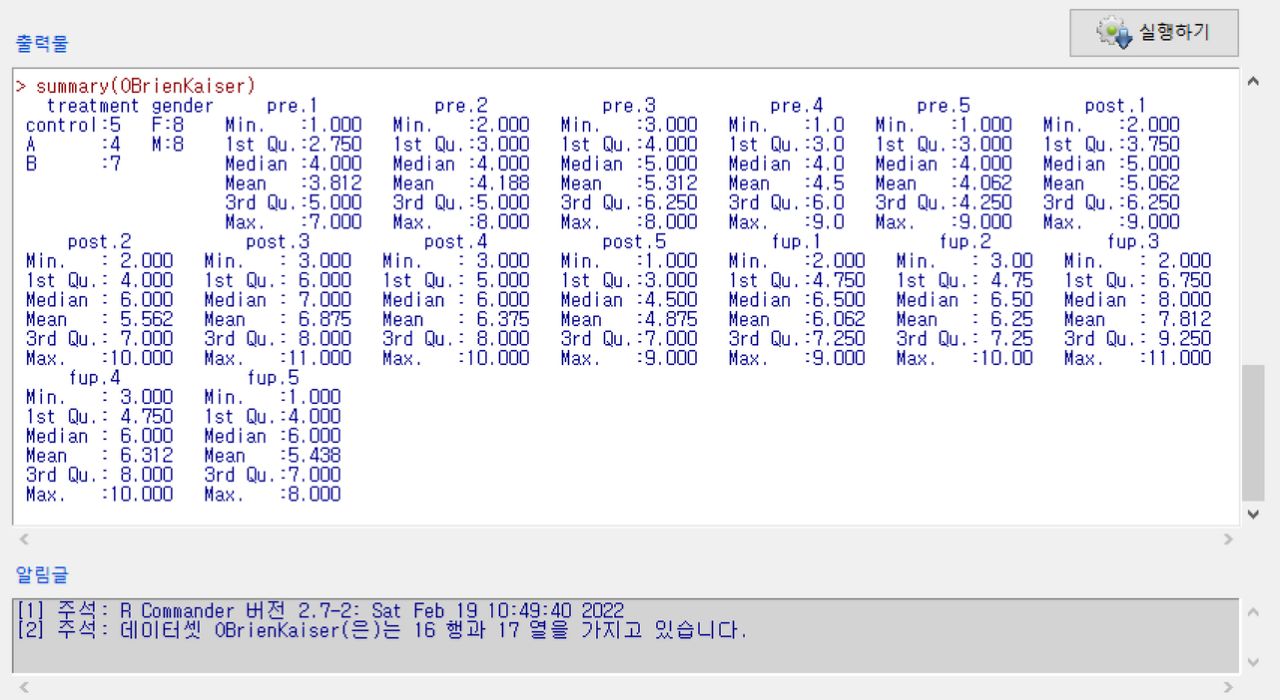 실행하기
출력물
> summary(OBrienKaiser)
   treatment gender     pre.1           pre.2           pre.3           pre.4         pre.5           post.1
 control:5   F:8    Min.   :1.000   Min.   :2.000   Min.   :3.000   Min.   :1.0   Min.   :1.000   Min.   :2.000
 A      :4   M:8    1st Qu.:2.750   1st Qu.:3.000   1st Qu.:4.000   1st Qu.:3.0   1st Qu.:3.000   1st Qu.:3.750
 B      :7          Median :4.000   Median :4.000   Median :5.000   Median :4.0   Median :4.000   Median :5.000
                    Mean   :3.812   Mean   :4.188   Mean   :5.312   Mean   :4.5   Mean   :4.062   Mean   :5.062
                    3rd Qu.:5.000   3rd Qu.:5.000   3rd Qu.:6.250   3rd Qu.:6.0   3rd Qu.:4.250   3rd Qu.:6.250
                    Max.   :7.000   Max.   :8.000   Max.   :8.000   Max.   :9.0   Max.   :9.000   Max.   :9.000
     post.2           post.3           post.4           post.5          fup.1           fup.2           fup.3
 Min.   : 2.000   Min.   : 3.000   Min.   : 3.000   Min.   :1.000   Min.   :2.000   Min.   : 3.00   Min.   : 2.000
 1st Qu.: 4.000   1st Qu.: 6.000   1st Qu.: 5.000   1st Qu.:3.000   1st Qu.:4.750   1st Qu.: 4.75   1st Qu.: 6.750
 Median : 6.000   Median : 7.000   Median : 6.000   Median :4.500   Median :6.500   Median : 6.50   Median : 8.000
 Mean   : 5.562   Mean   : 6.875   Mean   : 6.375   Mean   :4.875   Mean   :6.062   Mean   : 6.25   Mean   : 7.812
 3rd Qu.: 7.000   3rd Qu.: 8.000   3rd Qu.: 8.000   3rd Qu.:7.000   3rd Qu.:7.250   3rd Qu.: 7.25   3rd Qu.: 9.250
 Max.   :10.000   Max.   :11.000   Max.   :10.000   Max.   :9.000   Max.   :9.000   Max.   :10.00   Max.   :11.000
     fup.4            fup.5
 Min.   : 3.000   Min.   :1.000
 1st Qu.: 4.750   1st Qu.:4.000
 Median : 6.000   Median :6.000
 Mean   : 6.312   Mean   :5.438
 3rd Qu.: 8.000   3rd Qu.:7.000
 Max.   :10.000   Max.   :8.000
알림글
[1] 주석: R Commander 버전 2.7-2: Sat Feb 19 10:49:40 2022
[2] 주석: 데이터셋 OBrienKaiser(은)는 16 행과 17 열을 가지고 있습니다.